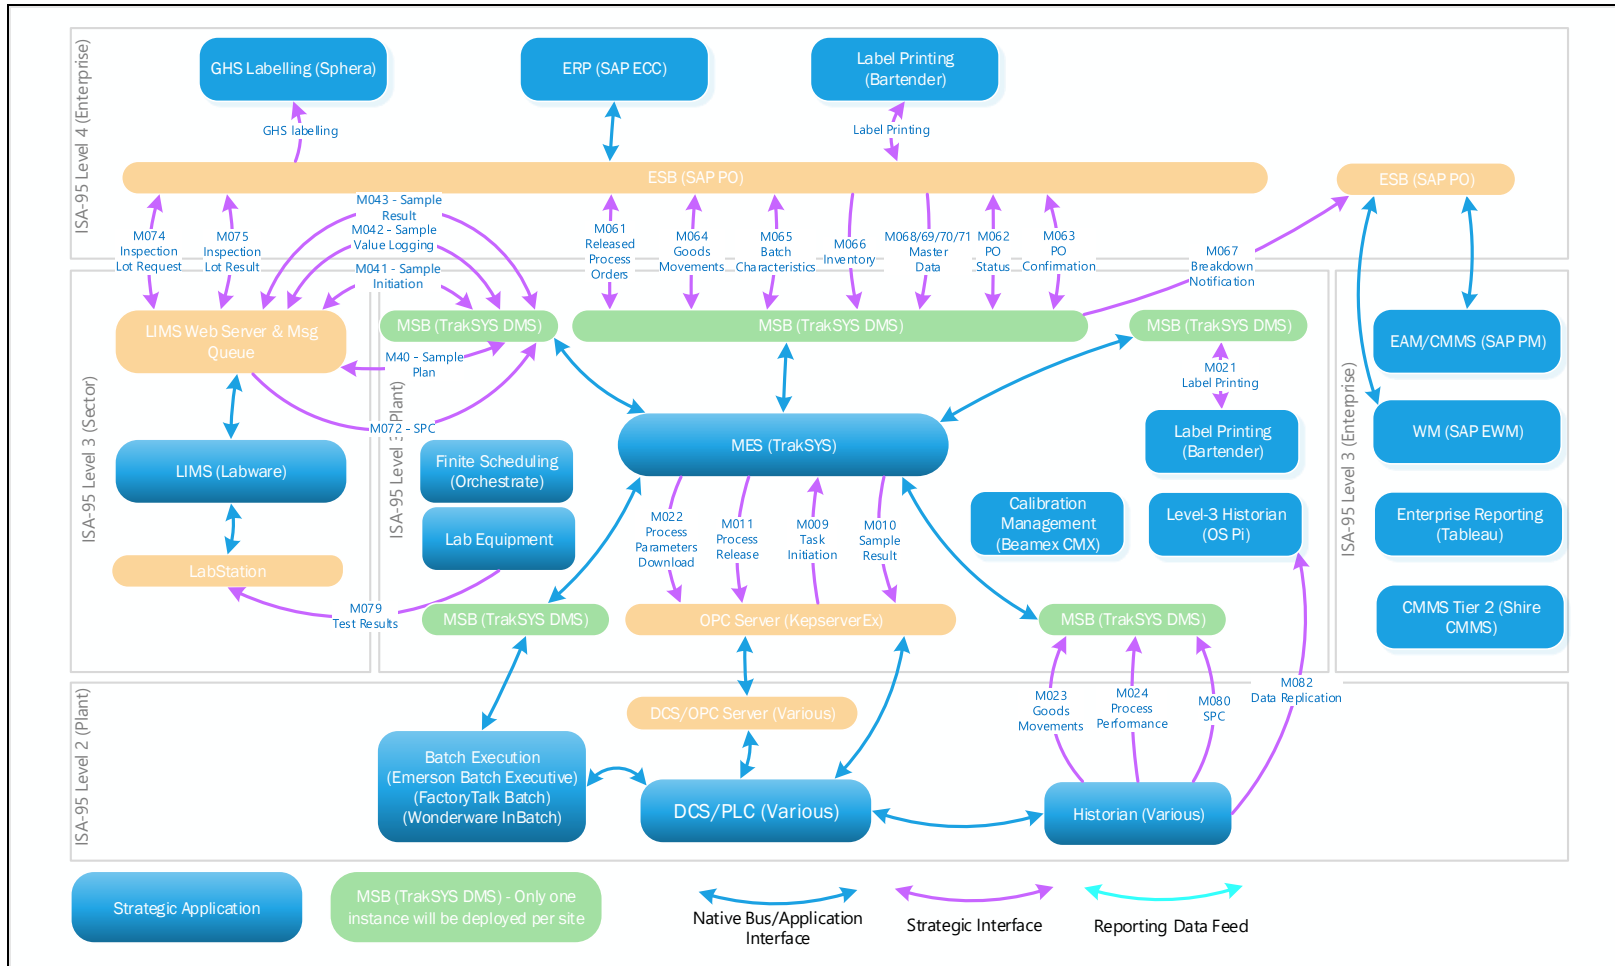 ISA-95 Level 4 (Enterprise)
GHS Labelling (Sphera)
ERP (SAP ECC)
Label Printing
(Bartender)
GHS labelling
Label Printing
ESB (SAP PO)
ESB (SAP PO)
M074
Inspection
Lot Request
M075
Inspection
Lot Result
M043 - Sample
Result
M042 - Sample
Value Logging
M041 - Sample
Initiation
M061
Released
Process
Orders
M064
Goods
Movements
M065
Batch
Characteristics
M066
Inventory
M068/69/70/71
Master
Data
M062
PO
Status
M063
PO
Confirmation
M067
Breakdown
Notification
ISA-95 Level 3 (Sector)
LIMS Web Server & Msg
Queue
MSB (TrakSYS DMS)
MSB (TrakSYS DMS)
MSB (TrakSYS DMS)
M40 - Sample
Plan
M072 - SPC
M021
Label Printing
ISA-95 Level 3 (Plant)
LIMS (Labware)
LabStation
Finite Scheduling
(Orchestrate)
Lab Equipment
M079
Test Results
MES (TrakSYS)
Label Printing
(Bartender)
Calibration
Management
(Beamex CMX)
Level-3 Historian
(OS Pi)
M022
Process
Parameters
Download
M011
Process
Release
M009
Task
Initiation
M010
Sample
Result
MSB (TrakSYS DMS)
OPC Server (KepserverEx)
MSB (TrakSYS DMS)
ISA-95 Level 3 (Enterprise)
EAM/CMMS (SAP PM)
WM (SAP EWM)
Enterprise Reporting
(Tableau)
CMMS Tier 2 (Shire
CMMS)
ISA-95 Level 2 (Plant)
DCS/OPC Server (Various)
M023
Goods
Movements
M024
Process
Performance
M080
SPC
M082
Data Replication
Batch Execution
(Emerson Batch Executive)
(FactoryTalk Batch)
(Wonderware InBatch)
DCS/PLC (Various)
Historian (Various)
Strategic Application
MSB (TrakSYS DMS) - Only one
instance will be deployed per site
Native Bus/Application
Interface
Strategic Interface
Reporting Data Feed